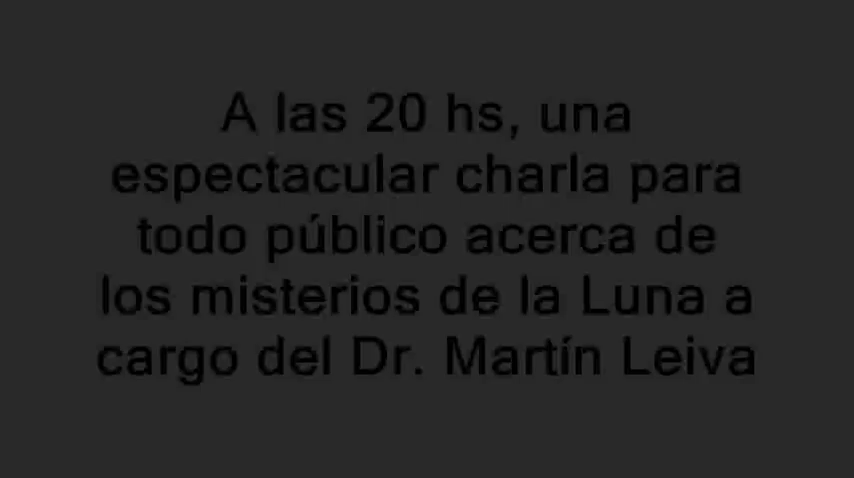 A las 20 hs, una
espectacular charla para
todo público acerca de
los misterios de la Luna a
cargo del Dr. Martín Leiva